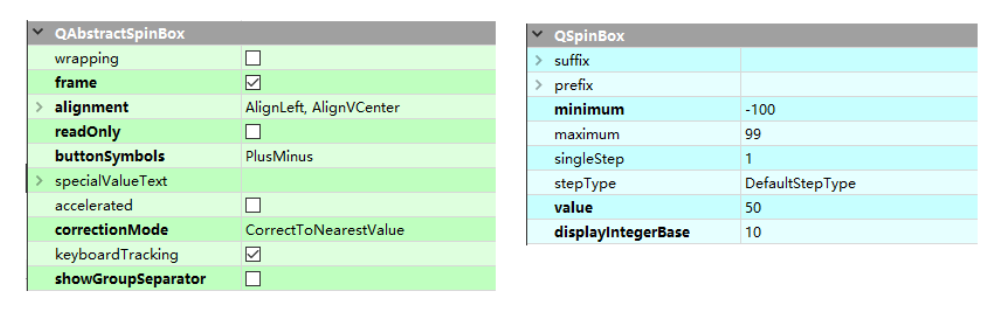 QAbstractSpinBox
wrapping
frame
alignment AlignLeft, AlignVCenter
readOnly
buttonSymbols PlusMinus
specialValueText
accelerated
correctionMode CorrectToNearestValue
keyboardTracking
showGroupSeparator
QSpinBox
suffix
prefix
minimum -100
maximum 99
singleStep 1
stepType DefaultStepType
value 50
displayIntegerBase 10